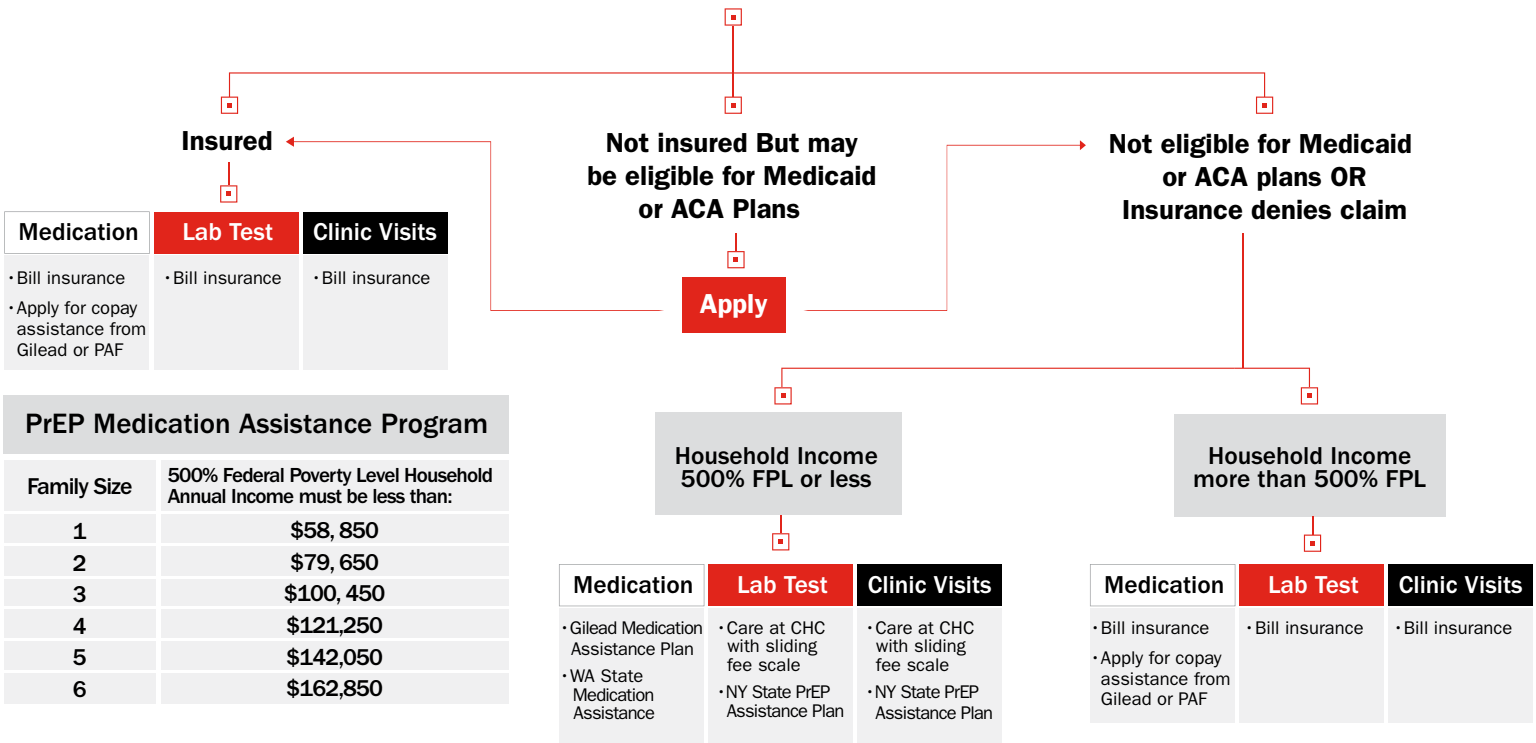 Insured
Not insured But may
be eligible for Medicaid
or ACA Plans
Not eligible for Medicaid
or ACA plans OR
Insurance denies claim
Medication
Lab Test
Clinic Visits
· Bill insurance
· Apply for copay
assistance from
Gilead or PAF
· Bill insurance
· Bill insurance
Apply
PrEP Medication Assistance Program
Family Size
500% Federal Poverty Level Household
Annual Income must be less than:
1
$58, 850
2
$79, 650
3
$100, 450
4
$121,250
5
$142,050
6
$162,850
Household Income
500% FPL or less
Medication
Lab Test
Clinic Visits
· Gilead Medication
Assistance Plan
· WA State
Medication
Assistance
· Care at CHC
with sliding
fee scale
· NY State PrEP
Assistance Plan
· Care at CHC
with sliding
fee scale
· NY State PrEP
Assistance Plan
Household Income
more than 500% FPL
Medication
Lab Test
Clinic Visits
· Bill insurance
· Apply for copay
assistance from
Gilead or PAF
· Bill insurance
· Bill insurance